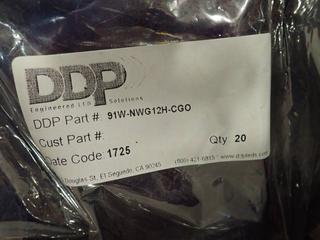 DDP
Engineered LED Solutions
DDP Part #: 91W-NWG12H-CGO
Cust Part #:
Date Code: 1725 Qty 20
Douglas St, El Segundo, CA 90245